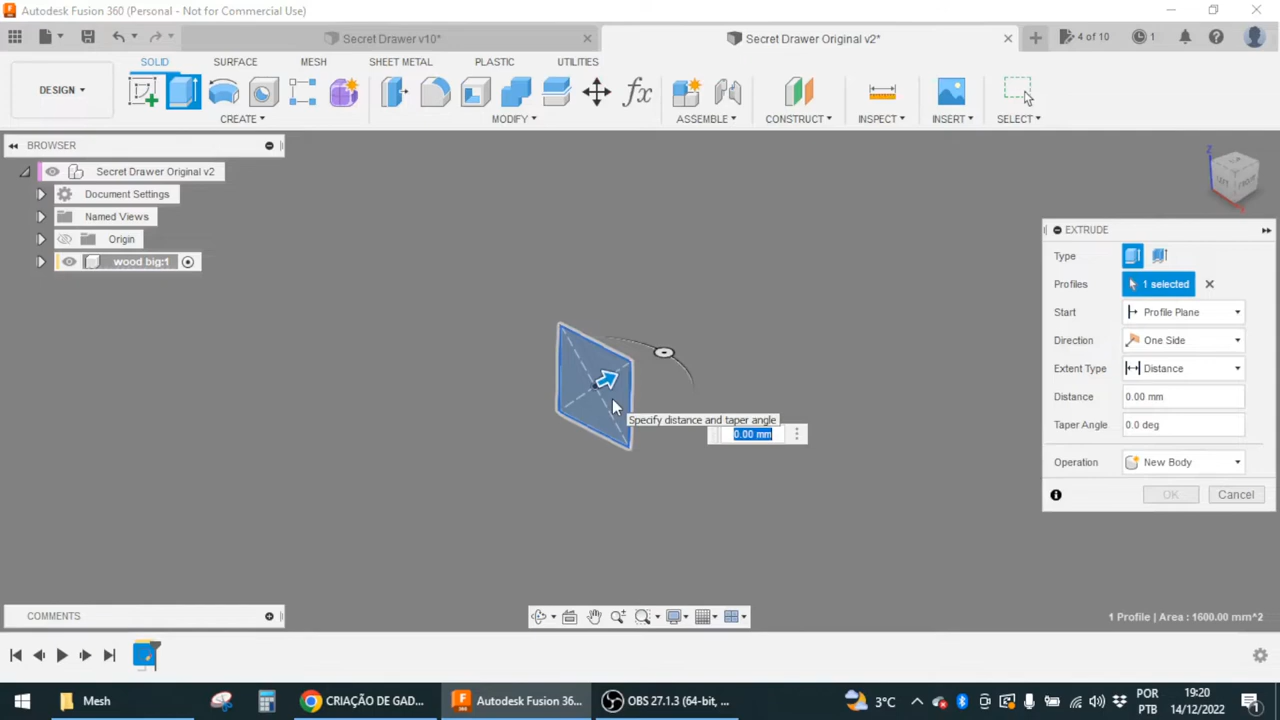 Autodesk Fusion 360 (Personal - Not for Commercial Use)
Secret Drawer v10*
Secret Drawer Original v2*
4 of 10
1
SOLID
SURFACE
MESH
SHEET METAL
PLASTIC
UTILITIES
DESIGN
CREATE
MODIFY
ASSEMBLE
CONSTRUCT
INSPECT
INSERT
SELECT
BROWSER
Secret Drawer Original v2
Document Settings
Named Views
Origin
wood big:1
Z
LEFT
FRONT
EXTRUDE
Type
Profiles
1 selected
Start
Profile Plane
Direction
One Side
Extent Type
Distance
Distance
0.00 mm
Taper Angle
0.0 deg
Operation
New Body
OK
Cancel
Specify distance and taper angle
0.00 mm
COMMENTS
1 Profile | Area : 1600.00 mm^2
Mesh
CRIAÇÃO DE GAD...
Autodesk Fusion 36...
OBS 27.1.3 (64-bit, ...
3°C
POR
PTB
19:20
14/12/2022
1